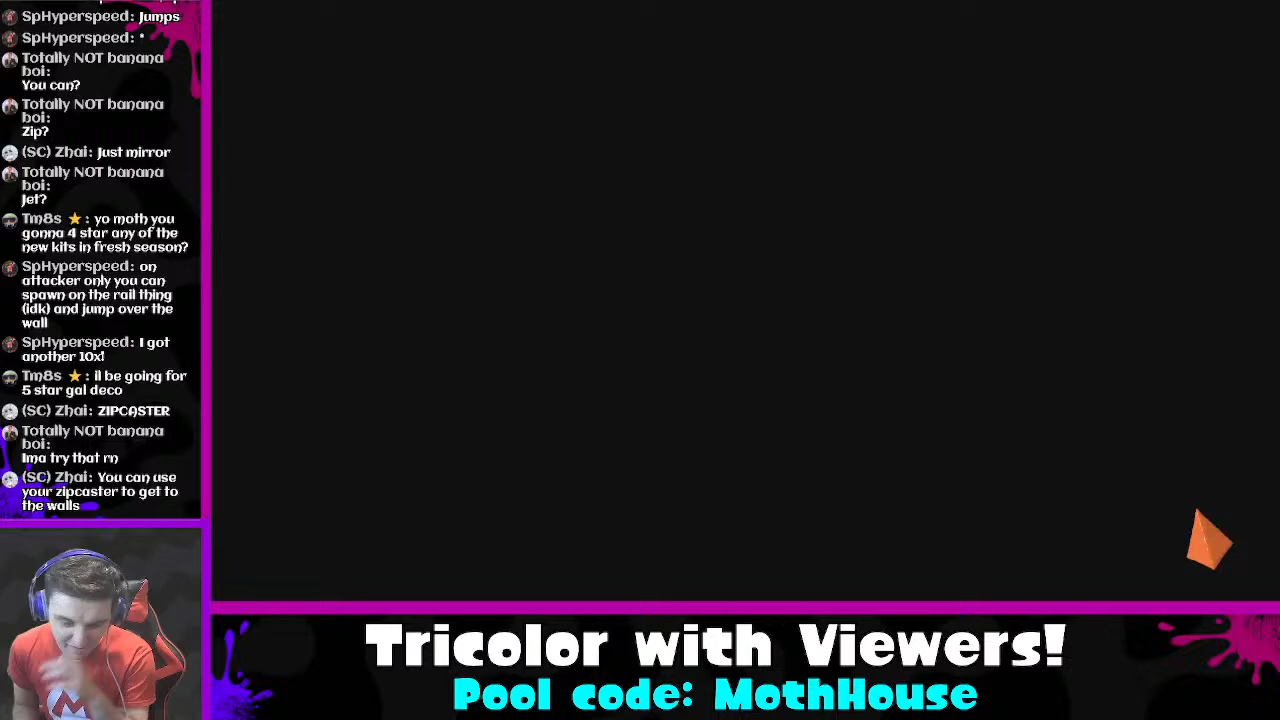 SpHyperspeed: Jumps
SpHyperspeed: *
Totally NOT banana
boi:
You can?
Totally NOT banana
boi:
Zip?
(SC) Zhai: Just mirror
Totally NOT banana
boi:
Jet?
Tm8s ⭐: yo moth you
gonna 4 star any of the
new kits in fresh season?
SpHyperspeed: on
attacker only you can
spawn on the rail thing
(idk) and jump over the
wall
SpHyperspeed: I got
another 10x!
Tm8s ⭐: il be going for
5 star gal deco
(SC) Zhai: ZIPCASTER
Totally NOT banana
boi:
Ima try that rn
(SC) Zhai: You can use
your zipcaster to get to
the walls
M
Tricolor with Viewers!
Pool code: MothHouse